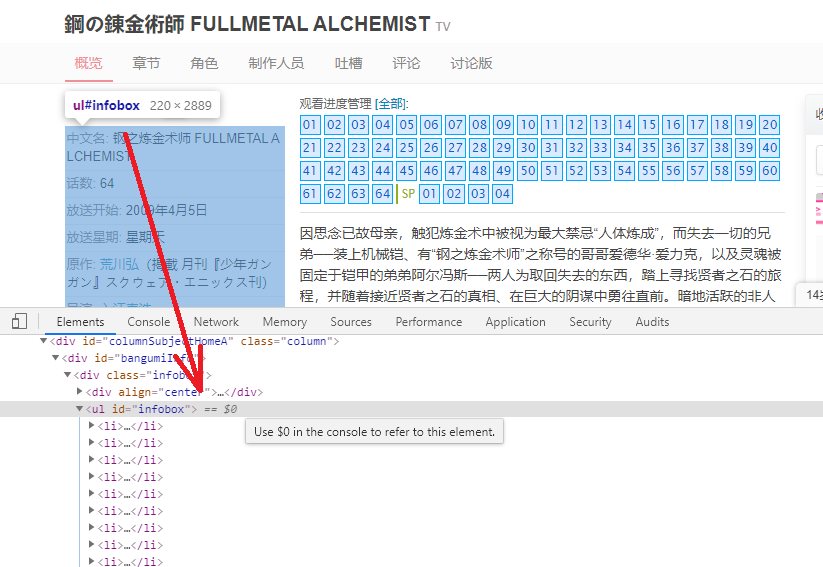 鋼の錬金術師 FULLMETAL ALCHEMIST TV
概览 章节 角色 制作人员 吐槽 评论 讨论版
ul#infobox 220 × 2889
中文名: 钢之炼金术师 FULLMETAL A
LCHEMIST
话数: 64
放送开始: 2009年4月5日
放送星期: 星期天
原作: 荒川弘（掲載 月刊『少年ガン
ガン』スクウェア・エニックス刊）
观看进度管理 [全部]:
01 02 03 04 05 06 07 08 09 10 11 12 13 14 15 16 17 18 19 20
21 22 23 24 25 26 27 28 29 30 31 32 33 34 35 36 37 38 39 40
41 42 43 44 45 46 47 48 49 50 51 52 53 54 55 56 57 58 59 60
61 62 63 64 SP 01 02 03 04
因思念已故母亲，触犯炼金术中被视为最大禁忌“人体炼成”，而失去一切的兄
弟──装上机械铠、有“钢之炼金术师”之称号的哥哥爱德华·爱力克，以及灵魂被
固定于铠甲的弟弟阿尔冯斯──两人为取回失去的东西，踏上寻找贤者之石的旅
程，并随着接近贤者之石的真相、在巨大的阴谋中勇往直前。暗地活跃的非人
Elements Console Network Memory Sources Performance Application Security Audits
<div id="columnSubjectHomeA" class="column">
<div id="bangumiInfo">
<div class="infobox">
<div align="center">…</div>
<ul id="infobox"> == $0
Use $0 in the console to refer to this element.
<li>…</li>
<li>…</li>
<li>…</li>
<li>…</li>
<li>…</li>
<li>…</li>
<li>…</li>
<li>…</li>
<li>…</li>